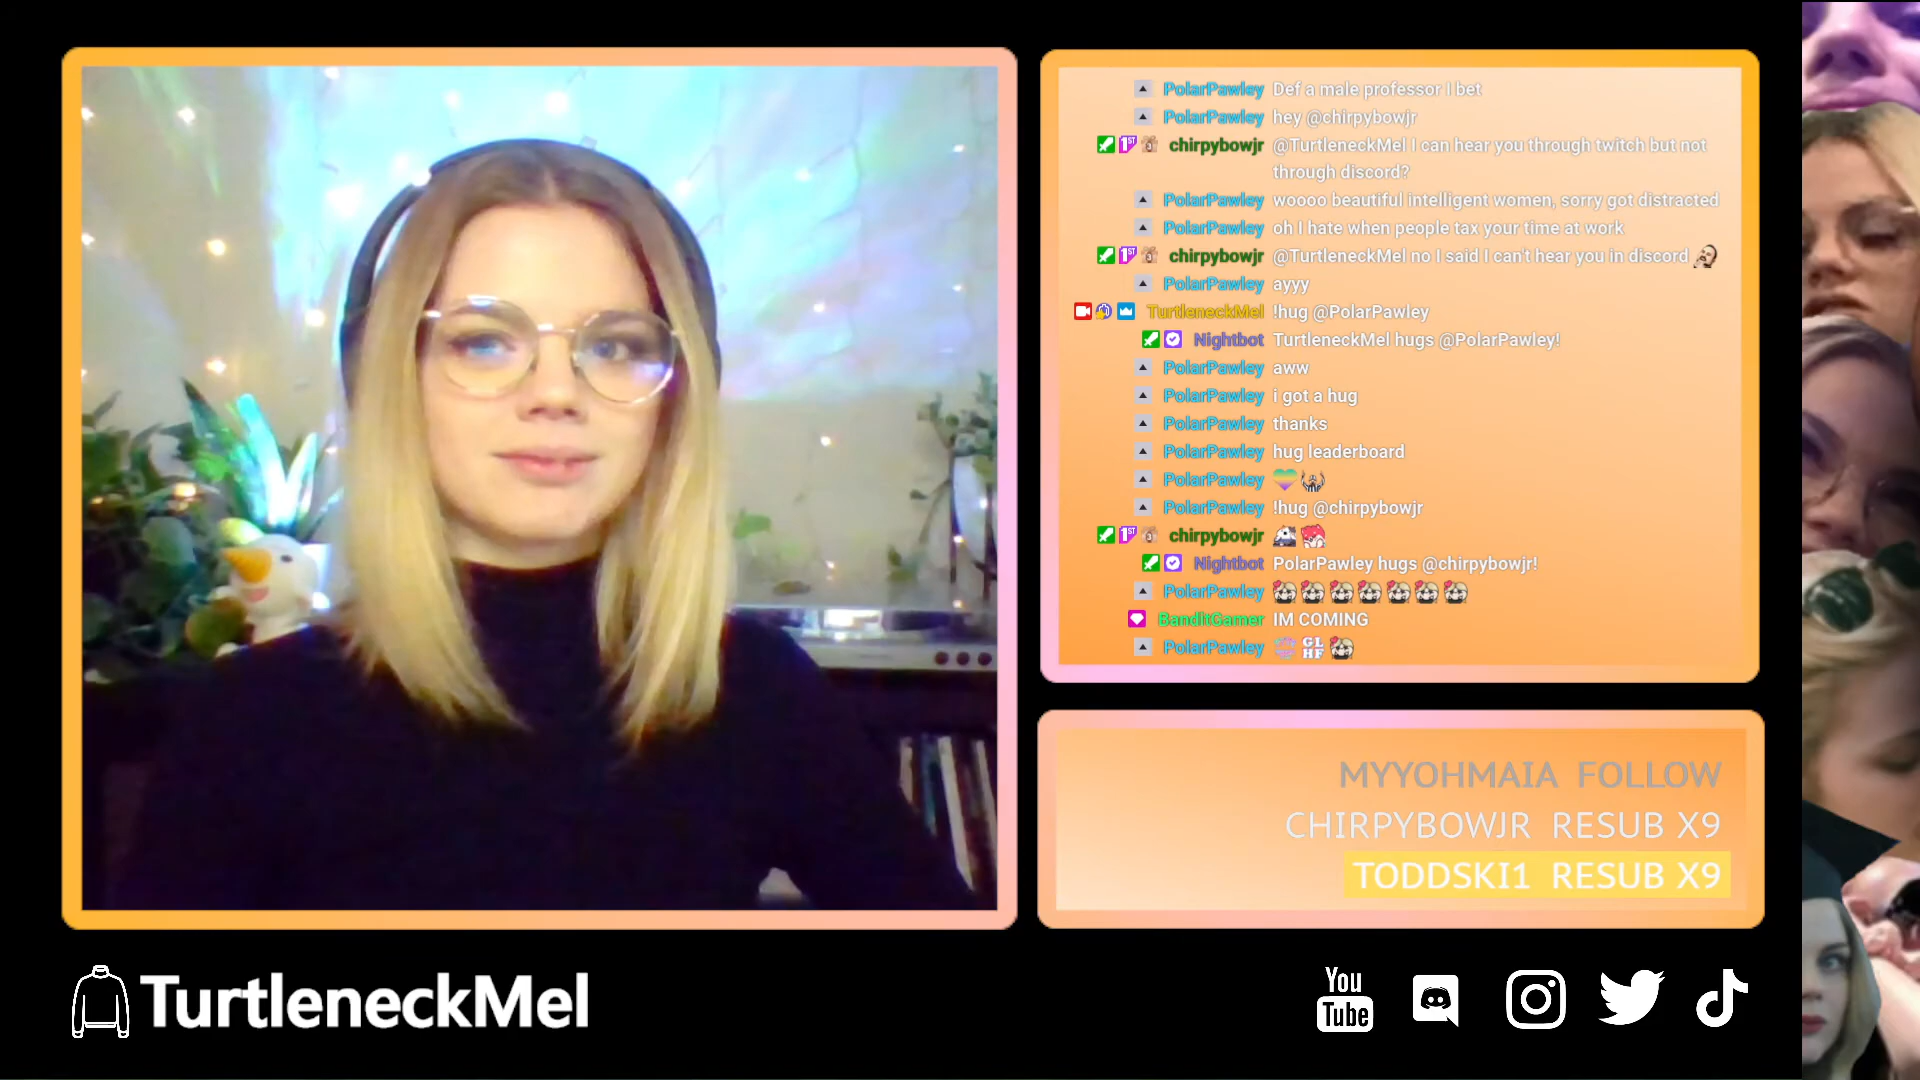 PolarPawley Def a male professor I bet
PolarPawley hey @chirpybowjr
chirpybowjr @TurtleneckMel I can hear you through twitch but not
through discord?
PolarPawley woooo beautiful intelligent women, sorry got distracted
PolarPawley oh I hate when people tax your time at work
chirpybowjr @TurtleneckMel no I said I can't hear you in discord
PolarPawley ayyy
TurtleneckMel !hug @PolarPawley
Nightbot TurtleneckMel hugs @PolarPawley!
PolarPawley aww
PolarPawley i got a hug
PolarPawley thanks
PolarPawley hug leaderboard
PolarPawley
PolarPawley !hug @chirpybowjr
chirpybowjr
Nightbot PolarPawley hugs @chirpybowjr!
PolarPawley
BanditGamer IM COMING
PolarPawley GL HF
MYYOHMAIA FOLLOW
CHIRPYBOWJR RESUB X9
TODDSKI1 RESUB X9
TurtleneckMel
You
Tube